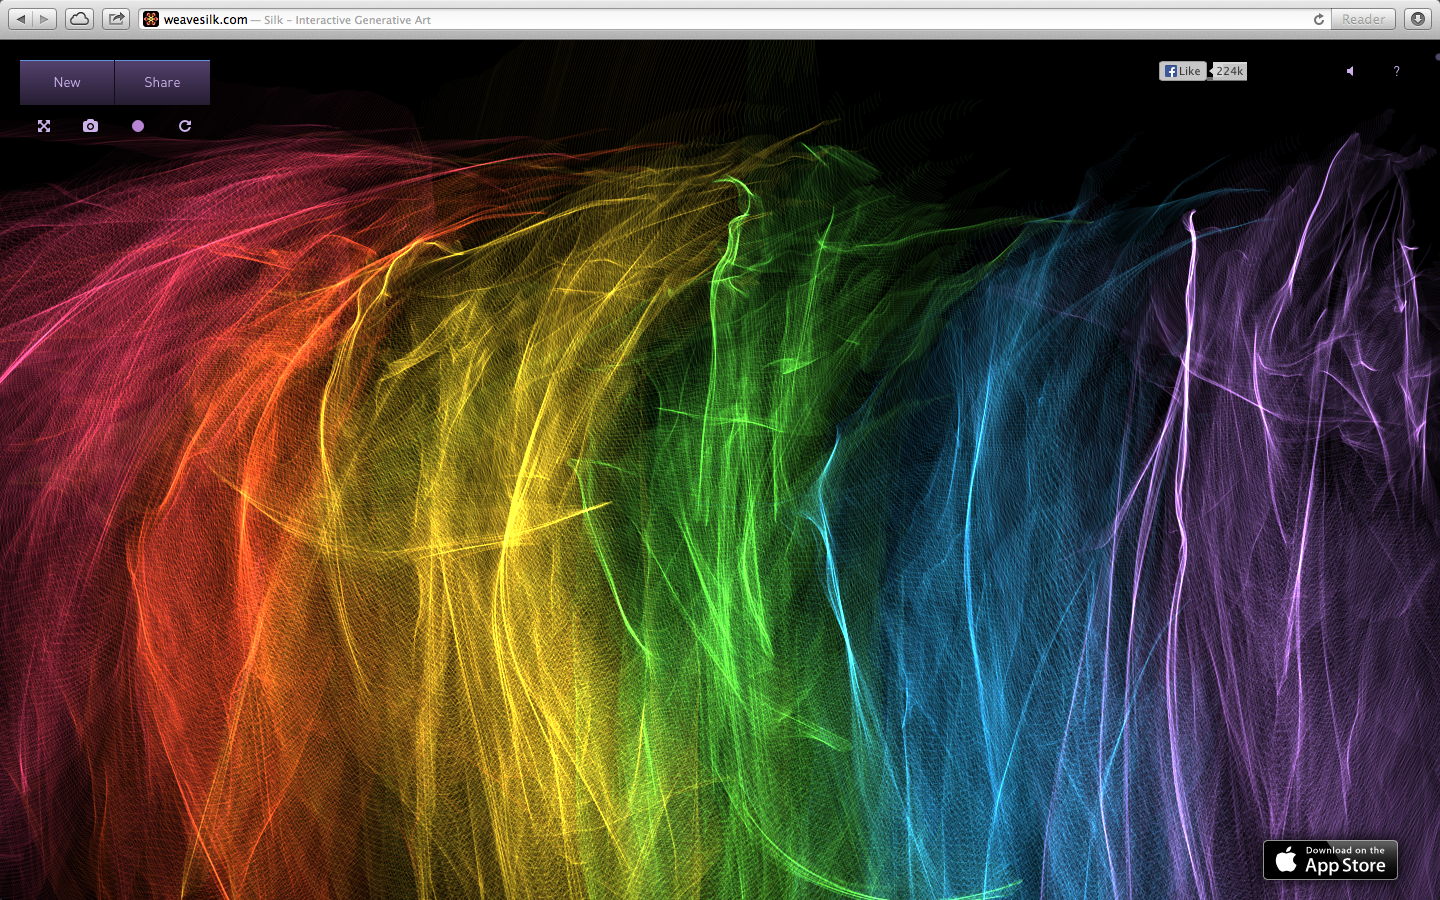 weavesilk.com — Silk – Interactive Generative Art
Reader
New
Share
Like
224k
?
Download on the
App Store